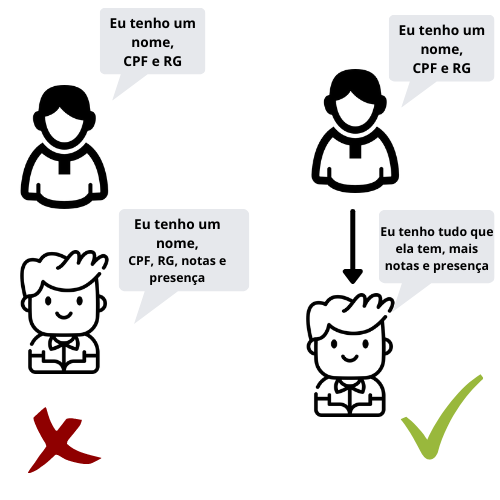 Eu tenho um
nome,
CPF e RG
Eu tenho um
nome,
CPF, RG, notas e
presença
Eu tenho um
nome,
CPF e RG
Eu tenho tudo que
ela tem, mais
notas e presença